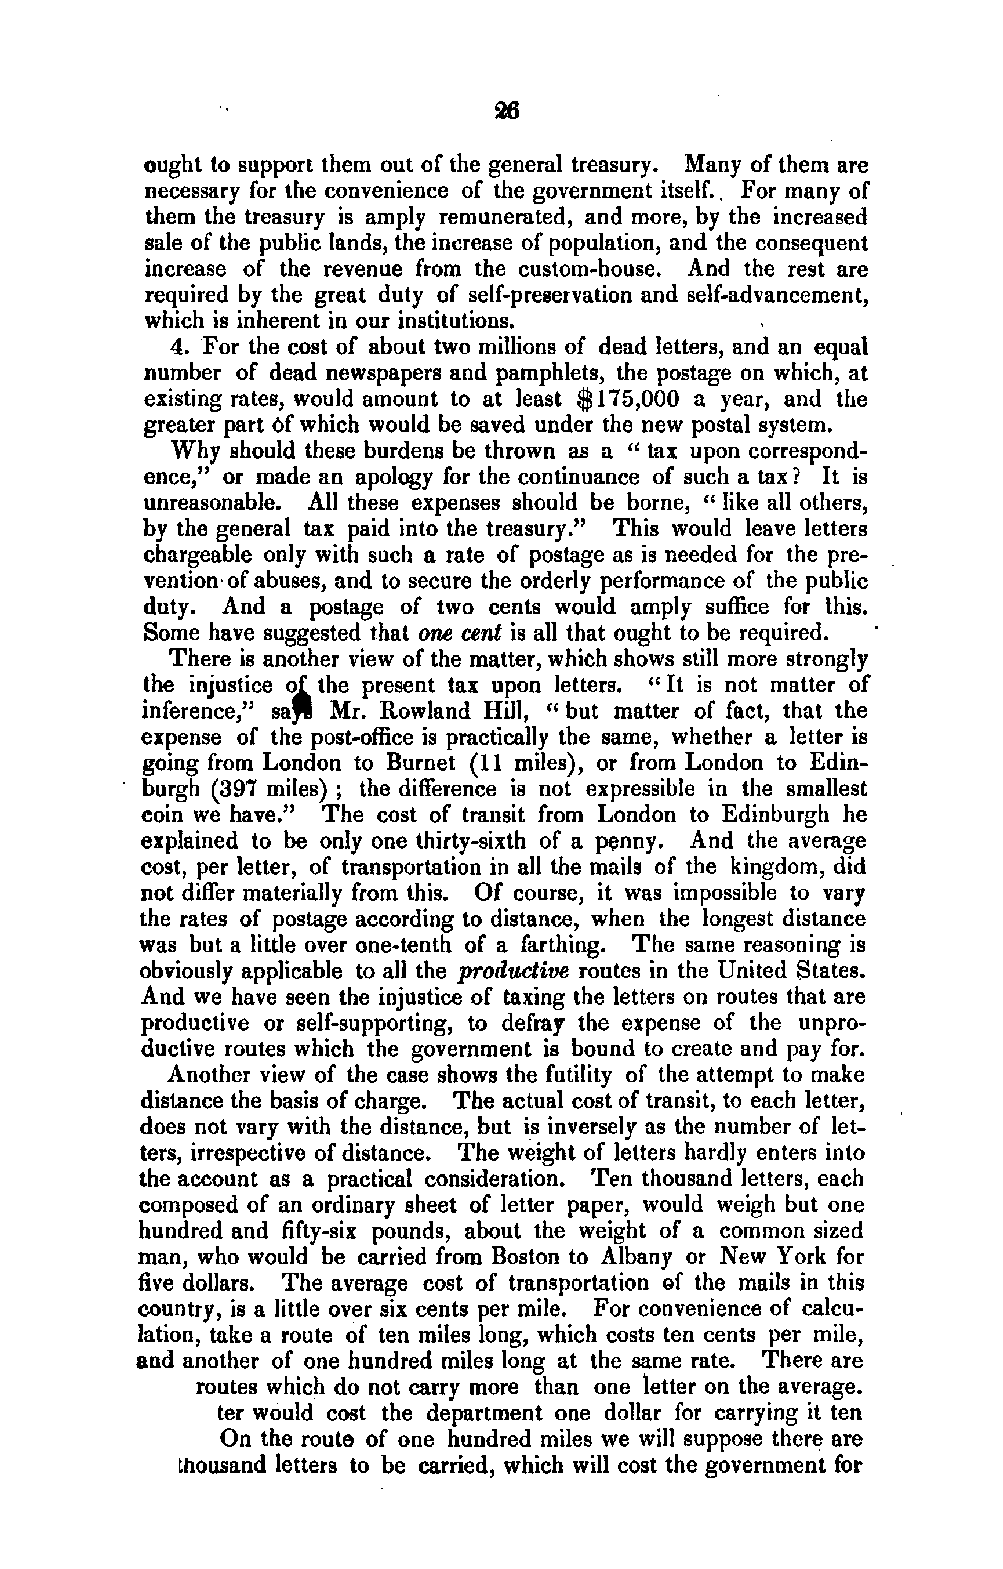 26
ought to support them out of the general treasury. Many of them are
necessary for the convenience of the government itself. For many of
them the treasury is amply remunerated, and more, by the increased
sale of the public lands, the increase of population, and the consequent
increase of the revenue from the custom-house. And the rest are
required by the great duty of self-preservation and self-advancement,
which is inherent in our institutions.
4. For the cost of about two millions of dead letters, and an equal
number of dead newspapers and pamphlets, the postage on which, at
existing rates, would amount to at least $175,000 a year, and the
greater part of which would be saved under the new postal system.
Why should these burdens be thrown as a “ tax upon correspond-
ence,” or made an apology for the continuance of such a tax? It is
unreasonable. All these expenses should be borne, “ like all others,
by the general tax paid into the treasury.” This would leave letters
chargeable only with such a rate of postage as is needed for the pre-
vention of abuses, and to secure the orderly performance of the public
duty. And a postage of two cents would amply suffice for this.
Some have suggested that one cent is all that ought to be required.
There is another view of the matter, which shows still more strongly
the injustice of the present tax upon letters. “ It is not matter of
inference,” says Mr. Rowland Hill, “ but matter of fact, that the
expense of the post-office is practically the same, whether a letter is
going from London to Burnet (11 miles), or from London to Edin-
burgh (397 miles) ; the difference is not expressible in the smallest
coin we have.” The cost of transit from London to Edinburgh he
explained to be only one thirty-sixth of a penny. And the average
cost, per letter, of transportation in all the mails of the kingdom, did
not differ materially from this. Of course, it was impossible to vary
the rates of postage according to distance, when the longest distance
was but a little over one-tenth of a farthing. The same reasoning is
obviously applicable to all the productive routes in the United States.
And we have seen the injustice of taxing the letters on routes that are
productive or self-supporting, to defray the expense of the unpro-
ductive routes which the government is bound to create and pay for.
Another view of the case shows the futility of the attempt to make
distance the basis of charge. The actual cost of transit, to each letter,
does not vary with the distance, but is inversely as the number of let-
ters, irrespective of distance. The weight of letters hardly enters into
the account as a practical consideration. Ten thousand letters, each
composed of an ordinary sheet of letter paper, would weigh but one
hundred and fifty-six pounds, about the weight of a common sized
man, who would be carried from Boston to Albany or New York for
five dollars. The average cost of transportation of the mails in this
country, is a little over six cents per mile. For convenience of calcu-
lation, take a route of ten miles long, which costs ten cents per mile,
and another of one hundred miles long at the same rate. There are
routes which do not carry more than one letter on the average.
ter would cost the department one dollar for carrying it ten
On the route of one hundred miles we will suppose there are
thousand letters to be carried, which will cost the government for